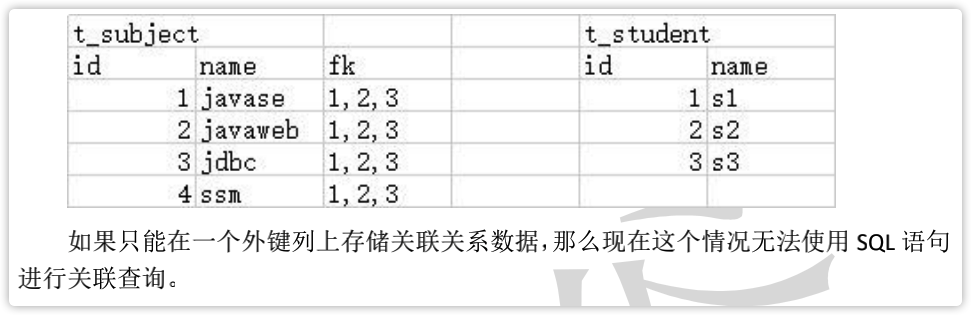 t_subject t_student
id name fk id name
1 javase 1,2,3 1 s1
2 javaweb 1,2,3 2 s2
3 jdbc 1,2,3 3 s3
4 ssm 1,2,3
如果只能在一个外键列上存储关联关系数据，那么现在这个情况无法使用 SQL 语句
进行关联查询。